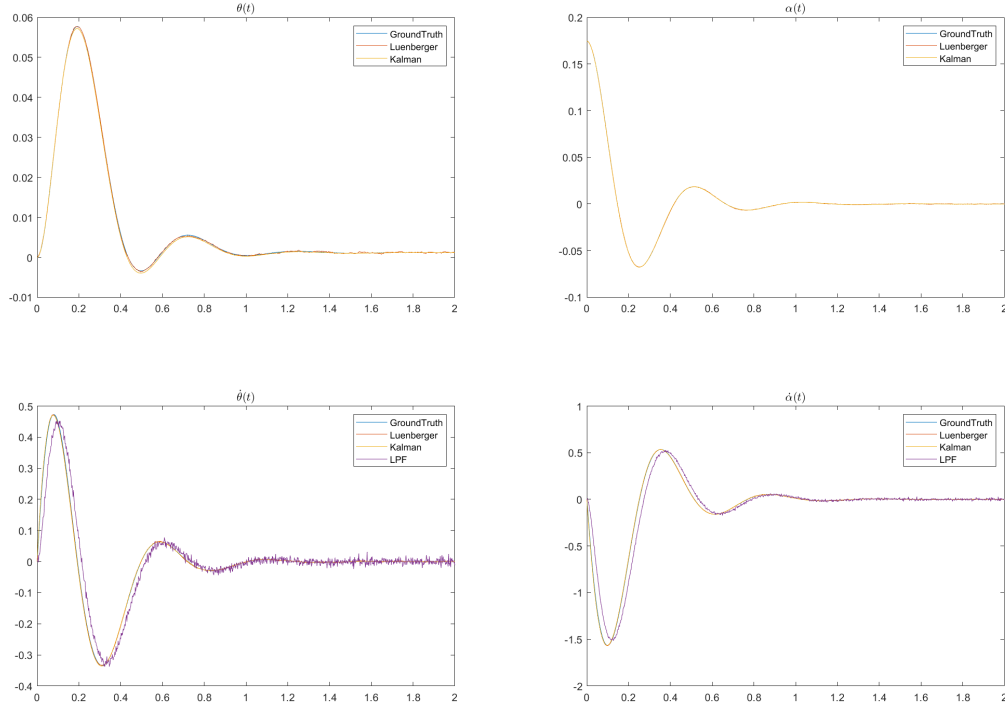 θ(t)
0.06
0.05
0.04
0.03
0.02
0.01
0
-0.01
0 0.2 0.4 0.6 0.8 1 1.2 1.4 1.6 1.8 2
GroundTruth
Luenberger
Kalman
α(t)
0.2
0.15
0.1
0.05
0
-0.05
-0.1
0 0.2 0.4 0.6 0.8 1 1.2 1.4 1.6 1.8 2
GroundTruth
Luenberger
Kalman
θ̇(t)
0.5
0.4
0.3
0.2
0.1
0
-0.1
-0.2
-0.3
-0.4
0 0.2 0.4 0.6 0.8 1 1.2 1.4 1.6 1.8 2
GroundTruth
Luenberger
Kalman
LPF
α̇(t)
1
0.5
0
-0.5
-1
-1.5
-2
0 0.2 0.4 0.6 0.8 1 1.2 1.4 1.6 1.8 2
GroundTruth
Luenberger
Kalman
LPF